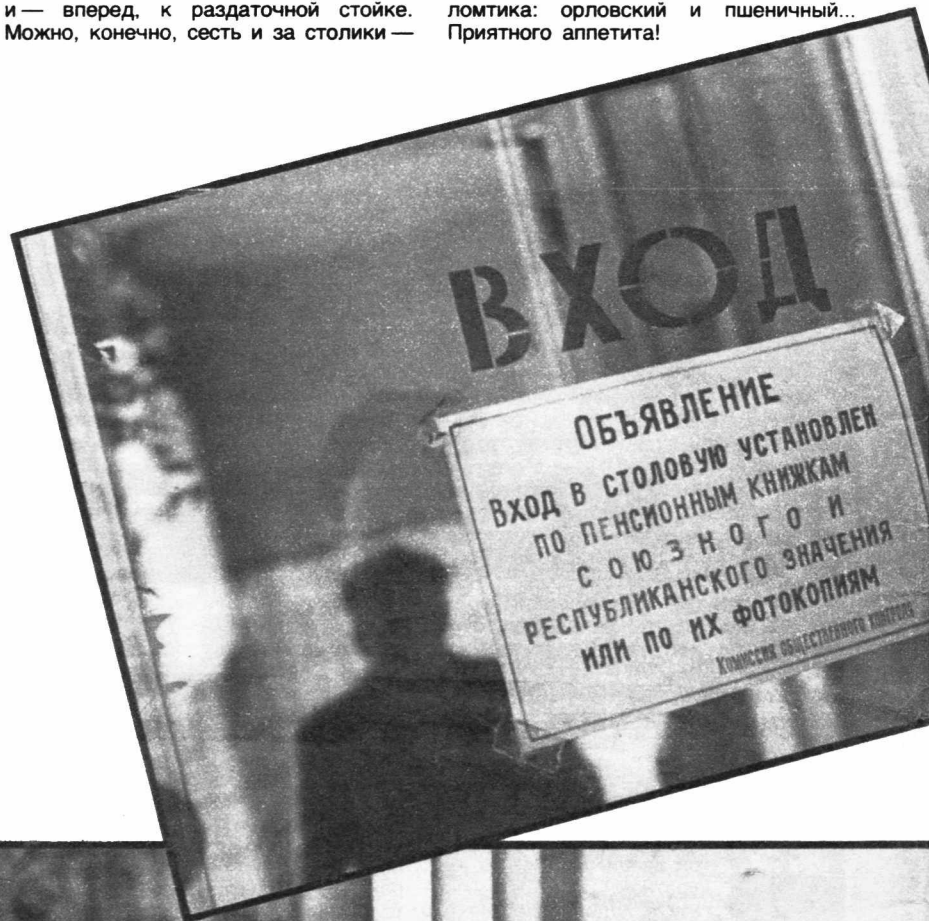 и — вперед, к раздаточной стойке.
Можно, конечно, сесть и за столики —
ломтика: орловский и пшеничный...
Приятного аппетита!
ВХОД
ОБЪЯВЛЕНИЕ
ВХОД В СТОЛОВУЮ УСТАНОВЛЕН
ПО ПЕНСИОННЫМ КНИЖКАМ
СОЮЗНОГО И
РЕСПУБЛИКАНСКОГО ЗНАЧЕНИЯ
ИЛИ ПО ИХ ФОТОКОПИЯМ
КОМИССИЯ ОБЩЕСТВЕННОГО КОНТРОЛЯ